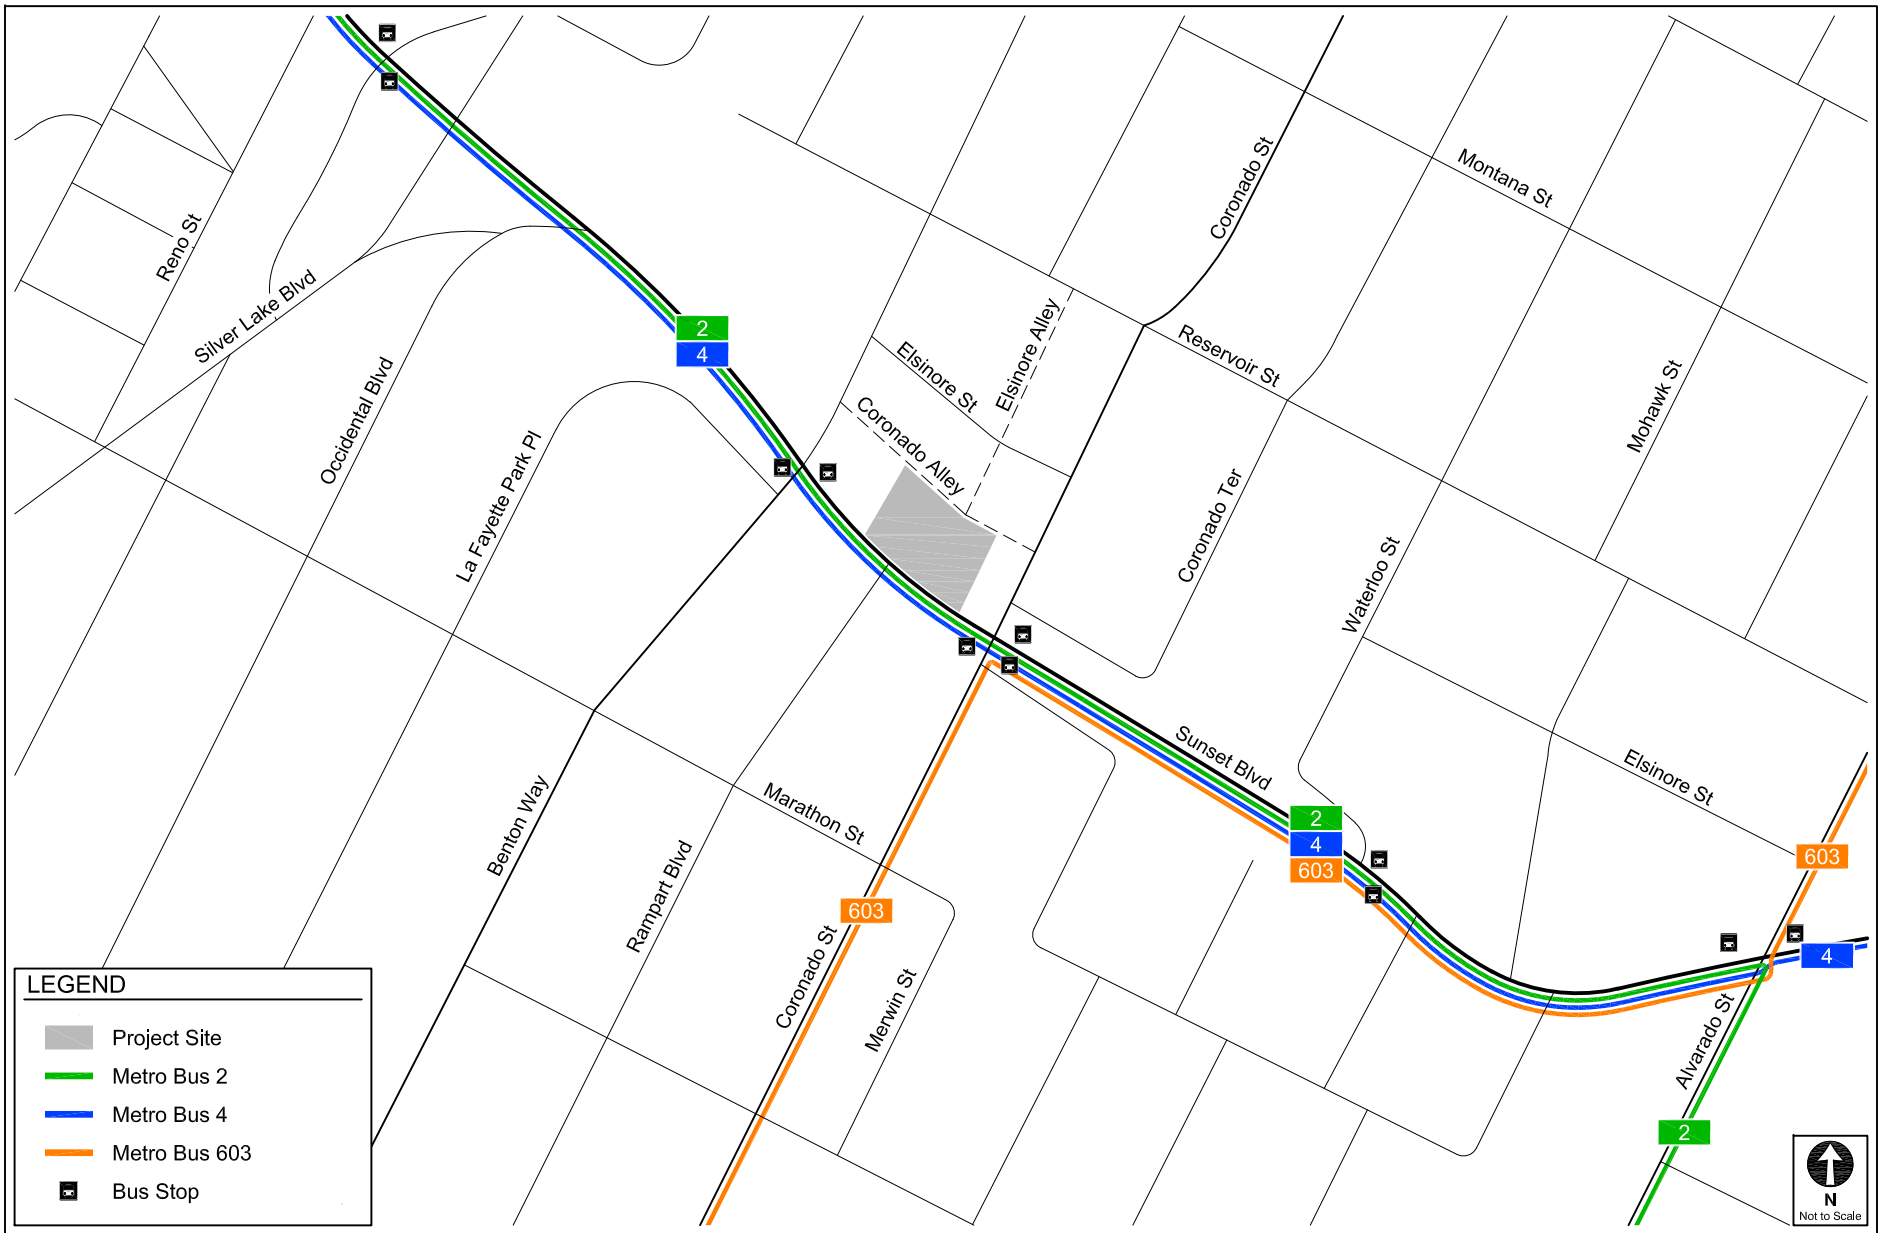 Montana St
Coronado St
Reno St
Silver Lake Blvd
Elsinore Alley
2
4
Reservoir St
Elsinore St
Occidental Blvd
Coronado Alley
Mohawk St
La Fayette Park Pl
Coronado Ter
Waterloo St
Sunset Blvd
Elsinore St
Benton Way
Marathon St
2
4
603
603
Rampart Blvd
603
Coronado St
Merwin St
4
Alvarado St
2
LEGEND
Project Site
Metro Bus 2
Metro Bus 4
Metro Bus 603
Bus Stop
N
Not to Scale